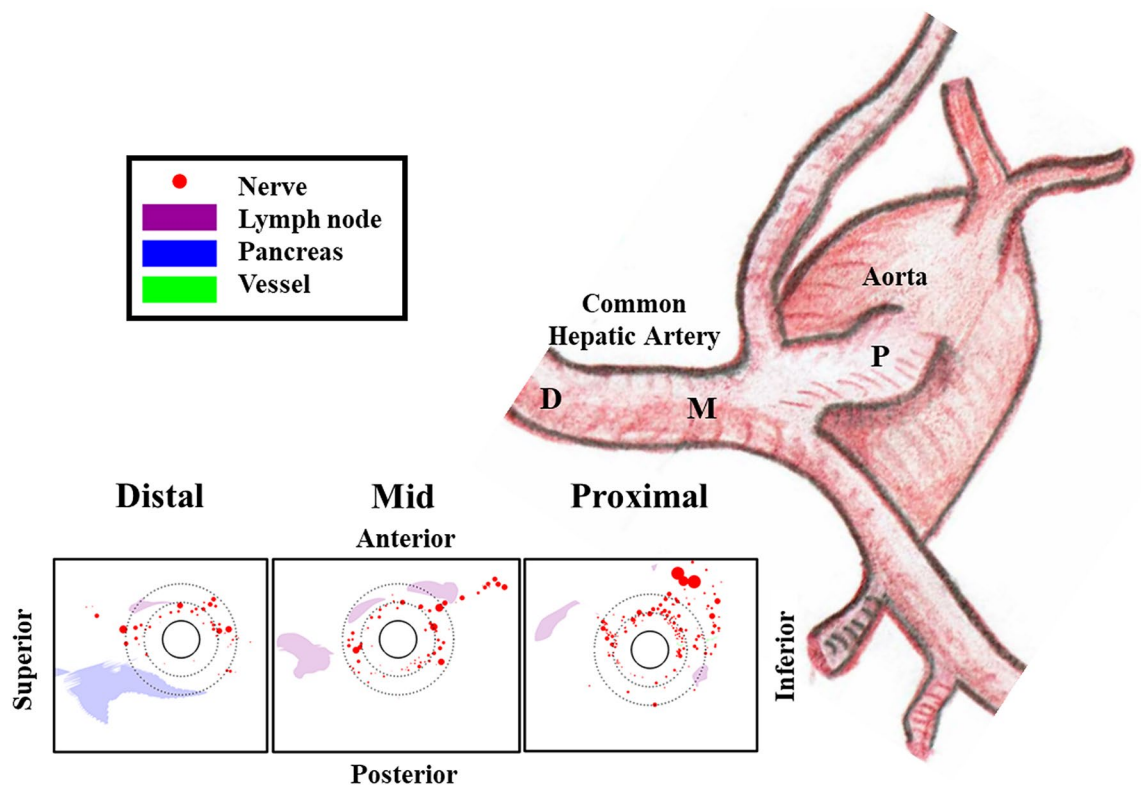 Nerve
Lymph node
Pancreas
Vessel
Aorta
Common
Hepatic Artery
P
D
M
Distal
Mid
Proximal
Anterior
Superior
Inferior
Posterior